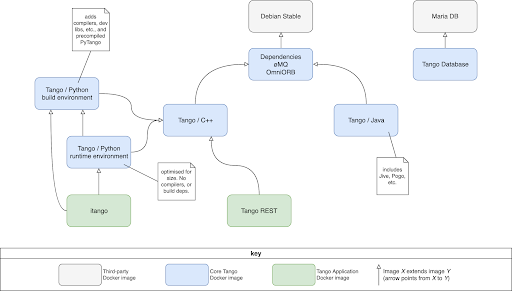 adds
compilers, dev
libs, etc., and
precompiled
PyTango
Debian Stable
Maria DB
Dependencies
øMQ
OmniORB
Tango Database
Tango / Python
build environment
Tango / C++
Tango / Java
Tango / Python
runtime environment
optimised for
size. No
compilers, or
build deps.
includes
Jive, Pogo,
etc.
itango
Tango REST
key
Third-party
Docker image
Core Tango
Docker image
Tango Application
Docker image
Image X extends image Y
(arrow points from X to Y)